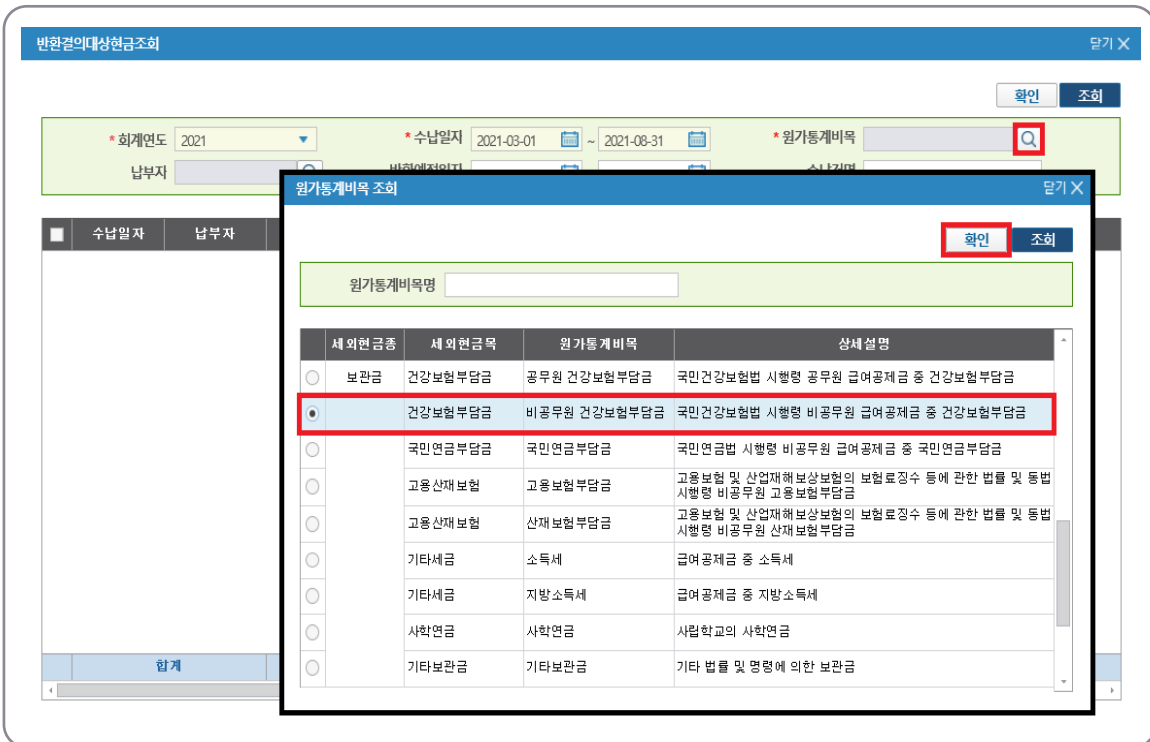 반환결의대상현금조회 닫기 X
확인 조회
* 회계연도 2021 * 수납일자 2021-03-01 ~ 2021-08-31 * 원가통계비목
납부자 반환예정일자
원가통계비목 조회 닫기 X
수납일자 납부자
확인 조회
원가통계비목명
세외현금종 세외현금목 원가통계비목 상세설명
보관금 건강보험부담금 공무원 건강보험부담금 국민건강보험법 시행령 공무원 급여공제금 중 건강보험부담금
건강보험부담금 비공무원 건강보험부담금 국민건강보험법 시행령 비공무원 급여공제금 중 건강보험부담금
국민연금부담금 국민연금부담금 국민연금법 시행령 비공무원 급여공제금 중 국민연금부담금
고용산재보험 고용보험부담금 고용보험 및 산업재해보상보험의 보험료징수 등에 관한 법률 및 동법
시행령 비공무원 고용보험부담금
고용산재보험 산재보험부담금 고용보험 및 산업재해보상보험의 보험료징수 등에 관한 법률 및 동법
시행령 비공무원 산재보험부담금
기타세금 소득세 급여공제금 중 소득세
기타세금 지방소득세 급여공제금 중 지방소득세
사학연금 사학연금 사립학교의 사학연금
합계
기타보관금 기타보관금 기타 법률 및 명령에 의한 보관금